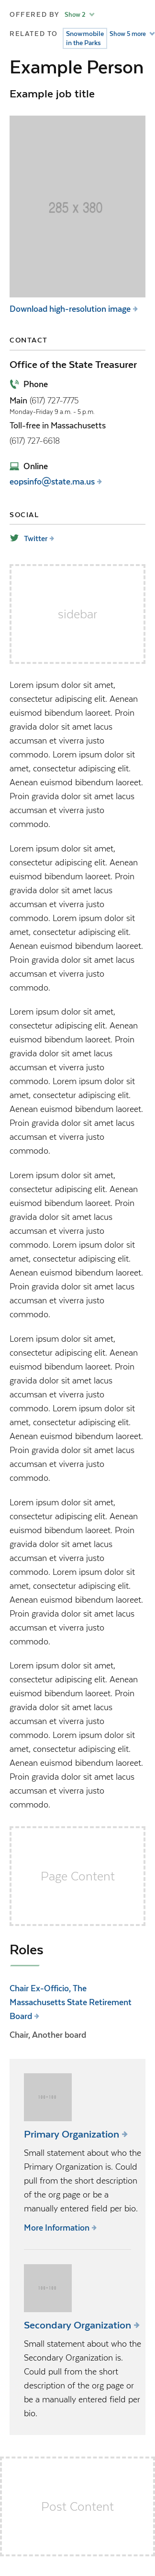 OFFERED BY Show 2
RELATED TO Snowmobile Show 5 more
in the Parks
Example Person
Example job title
285 x 380
Download high-resolution image
CONTACT
Office of the State Treasurer
Phone
Main (617) 727-7775
Monday-Friday 9 a.m. - 5 p.m.
Toll-free in Massachusetts
(617) 727-6618
Online
eopsinfo@state.ma.us
SOCIAL
Twitter
sidebar
Lorem ipsum dolor sit amet,
consectetur adipiscing elit. Aenean
euismod bibendum laoreet. Proin
gravida dolor sit amet lacus
accumsan et viverra justo
commodo. Lorem ipsum dolor sit
amet, consectetur adipiscing elit.
Aenean euismod bibendum laoreet.
Proin gravida dolor sit amet lacus
accumsan et viverra justo
commodo.
Lorem ipsum dolor sit amet,
consectetur adipiscing elit. Aenean
euismod bibendum laoreet. Proin
gravida dolor sit amet lacus
accumsan et viverra justo
commodo. Lorem ipsum dolor sit
amet, consectetur adipiscing elit.
Aenean euismod bibendum laoreet.
Proin gravida dolor sit amet lacus
accumsan et viverra justo
commodo.
Lorem ipsum dolor sit amet,
consectetur adipiscing elit. Aenean
euismod bibendum laoreet. Proin
gravida dolor sit amet lacus
accumsan et viverra justo
commodo. Lorem ipsum dolor sit
amet, consectetur adipiscing elit.
Aenean euismod bibendum laoreet.
Proin gravida dolor sit amet lacus
accumsan et viverra justo
commodo.
Lorem ipsum dolor sit amet,
consectetur adipiscing elit. Aenean
euismod bibendum laoreet. Proin
gravida dolor sit amet lacus
accumsan et viverra justo
commodo. Lorem ipsum dolor sit
amet, consectetur adipiscing elit.
Aenean euismod bibendum laoreet.
Proin gravida dolor sit amet lacus
accumsan et viverra justo
commodo.
Lorem ipsum dolor sit amet,
consectetur adipiscing elit. Aenean
euismod bibendum laoreet. Proin
gravida dolor sit amet lacus
accumsan et viverra justo
commodo. Lorem ipsum dolor sit
amet, consectetur adipiscing elit.
Aenean euismod bibendum laoreet.
Proin gravida dolor sit amet lacus
accumsan et viverra justo
commodo.
Lorem ipsum dolor sit amet,
consectetur adipiscing elit. Aenean
euismod bibendum laoreet. Proin
gravida dolor sit amet lacus
accumsan et viverra justo
commodo. Lorem ipsum dolor sit
amet, consectetur adipiscing elit.
Aenean euismod bibendum laoreet.
Proin gravida dolor sit amet lacus
accumsan et viverra justo
commodo.
Lorem ipsum dolor sit amet,
consectetur adipiscing elit. Aenean
euismod bibendum laoreet. Proin
gravida dolor sit amet lacus
accumsan et viverra justo
commodo. Lorem ipsum dolor sit
amet, consectetur adipiscing elit.
Aenean euismod bibendum laoreet.
Proin gravida dolor sit amet lacus
accumsan et viverra justo
commodo.
Page Content
Roles
Chair Ex-Officio, The
Massachusetts State Retirement
Board
Chair, Another board
Primary Organization
Small statement about who the
Primary Organization is. Could
pull from the short description
of the org page or be a
manually entered field per bio.
More Information
Secondary Organization
Small statement about who the
Secondary Organization is.
Could pull from the short
description of the org page or
be a manually entered field per
bio.
Post Content